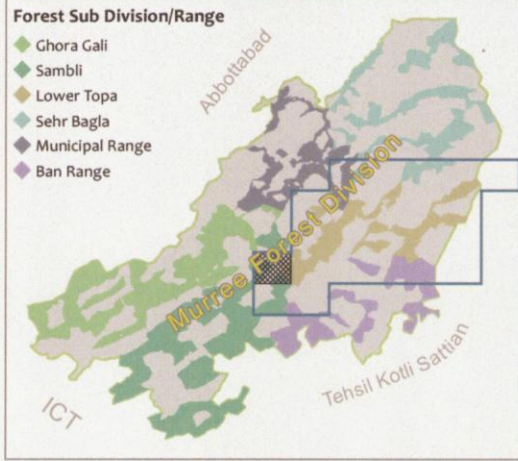 Forest Sub Division/Range
Ghora Gali
Sambli
Lower Topa
Sehr Bagla
Municipal Range
Ban Range
Abbottabad
Murree Forest Division
Tehsil Kotli Sattian
ICT